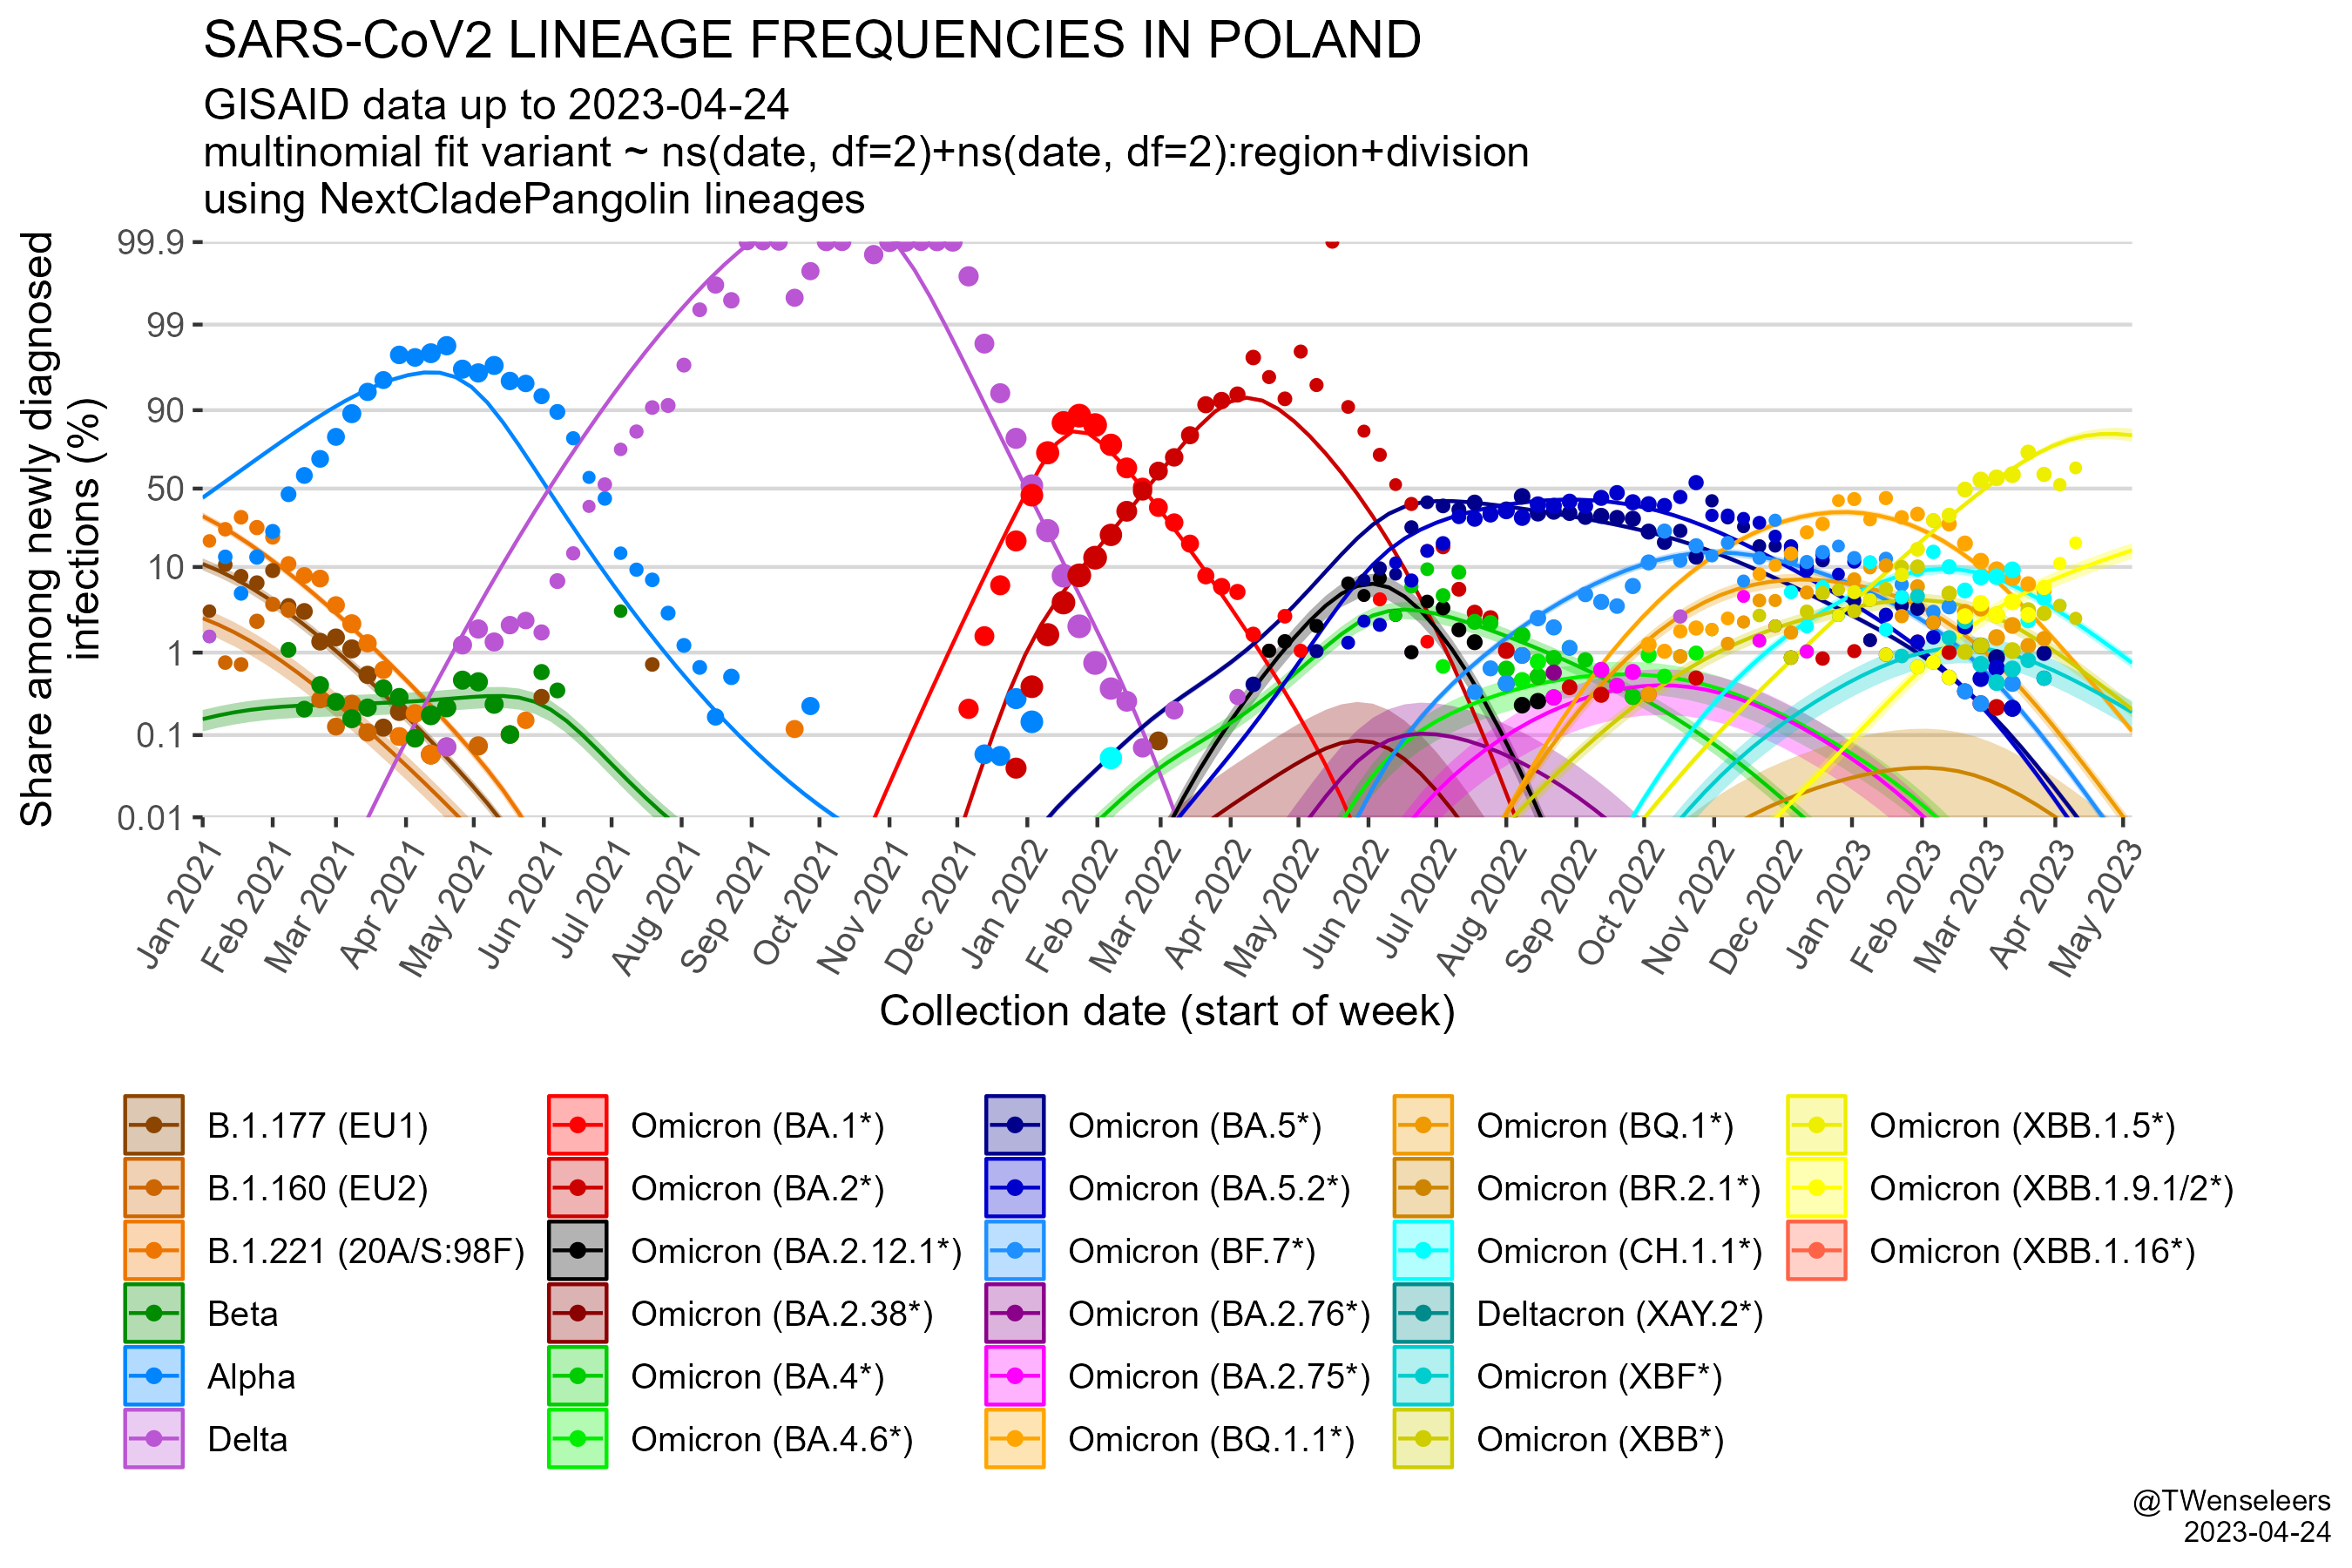 SARS-CoV2 LINEAGE FREQUENCIES IN POLAND
GISAID data up to 2023-04-24
multinomial fit variant ~ ns(date, df=2)+ns(date, df=2):region+division
using NextCladePangolin lineages
Share among newly diagnosed
infections (%)
99.9
99
90
50
10
1
0.1
0.01
Jan 2021
Feb 2021
Mar 2021
Apr 2021
May 2021
Jun 2021
Jul 2021
Aug 2021
Sep 2021
Oct 2021
Nov 2021
Dec 2021
Jan 2022
Feb 2022
Mar 2022
Apr 2022
May 2022
Jun 2022
Jul 2022
Aug 2022
Sep 2022
Oct 2022
Nov 2022
Dec 2022
Jan 2023
Feb 2023
Mar 2023
Apr 2023
May 2023
Collection date (start of week)
B.1.177 (EU1)
B.1.160 (EU2)
B.1.221 (20A/S:98F)
Beta
Alpha
Delta
Omicron (BA.1*)
Omicron (BA.2*)
Omicron (BA.2.12.1*)
Omicron (BA.2.38*)
Omicron (BA.4*)
Omicron (BA.4.6*)
Omicron (BA.5*)
Omicron (BA.5.2*)
Omicron (BF.7*)
Omicron (BA.2.76*)
Omicron (BA.2.75*)
Omicron (BQ.1.1*)
Omicron (BQ.1*)
Omicron (BR.2.1*)
Omicron (CH.1.1*)
Deltacron (XAY.2*)
Omicron (XBF*)
Omicron (XBB*)
Omicron (XBB.1.5*)
Omicron (XBB.1.9.1/2*)
Omicron (XBB.1.16*)
@TWenseleers
2023-04-24